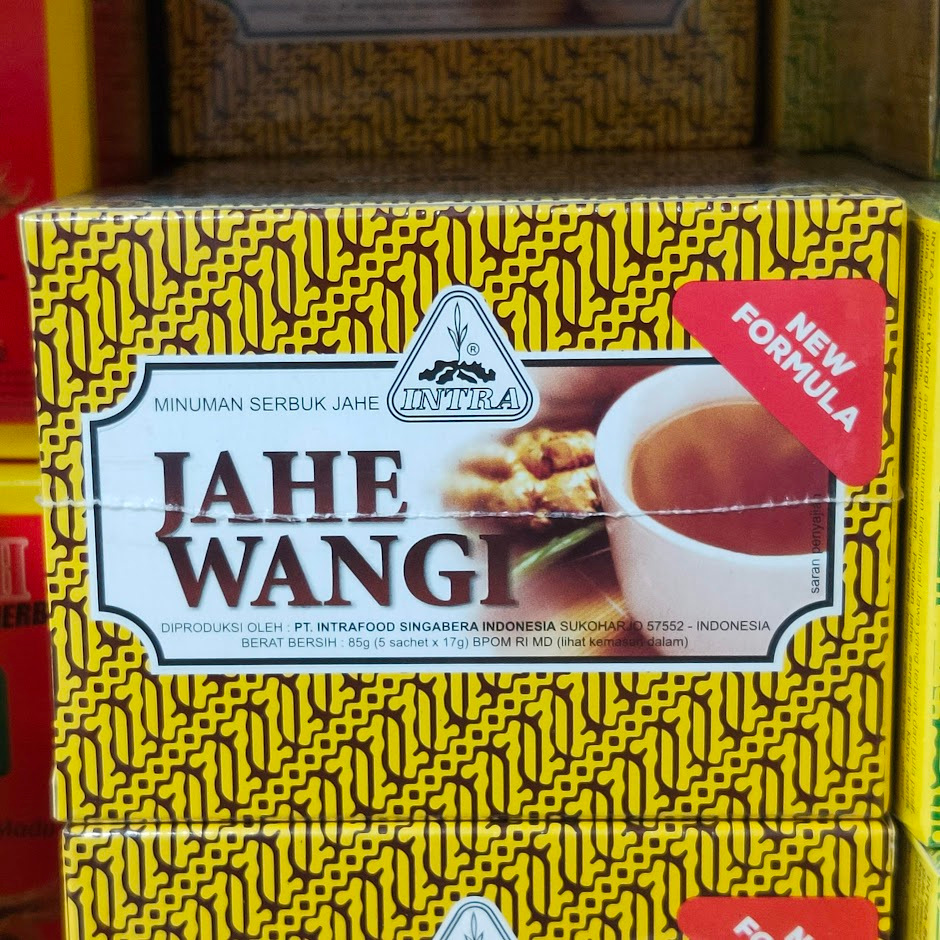 MINUMAN SERBUK JAHE
INTRA
®
NEW
FORMULA
JAHE
WANGI
saran penyajian
DIPRODUKSI OLEH : PT. INTRAFOOD SINGABERA INDONESIA SUKOHARJO 57552 - INDONESIA
BERAT BERSIH : 85g (5 sachet x 17g) BPOM RI MD (lihat kemasan dalam)
INTRA